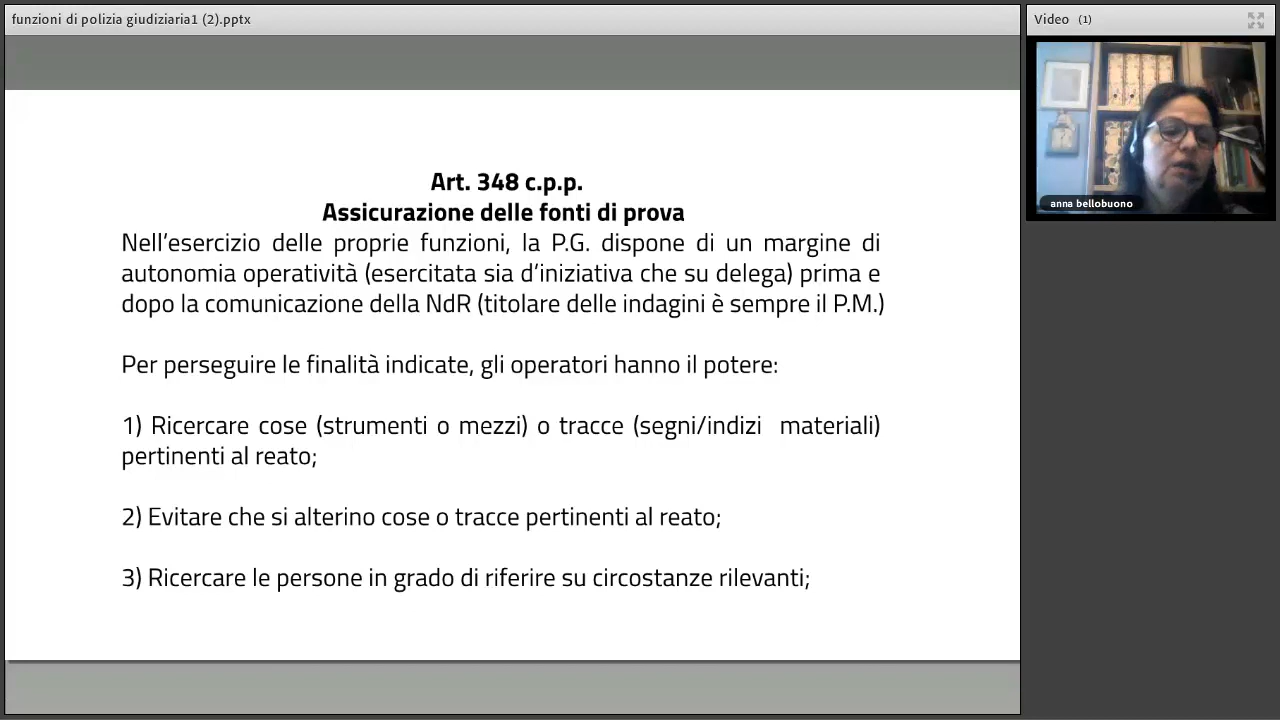 funzioni di polizia giudiziaria1 (2).pptx
Video (1)
anna bellobuono
Art. 348 c.p.p.
Assicurazione delle fonti di prova
Nell’esercizio delle proprie funzioni, la P.G. dispone di un margine di
autonomia operatività (esercitata sia d’iniziativa che su delega) prima e
dopo la comunicazione della NdR (titolare delle indagini è sempre il P.M.)
Per perseguire le finalità indicate, gli operatori hanno il potere:
1) Ricercare cose (strumenti o mezzi) o tracce (segni/indizi materiali)
pertinenti al reato;
2) Evitare che si alterino cose o tracce pertinenti al reato;
3) Ricercare le persone in grado di riferire su circostanze rilevanti;